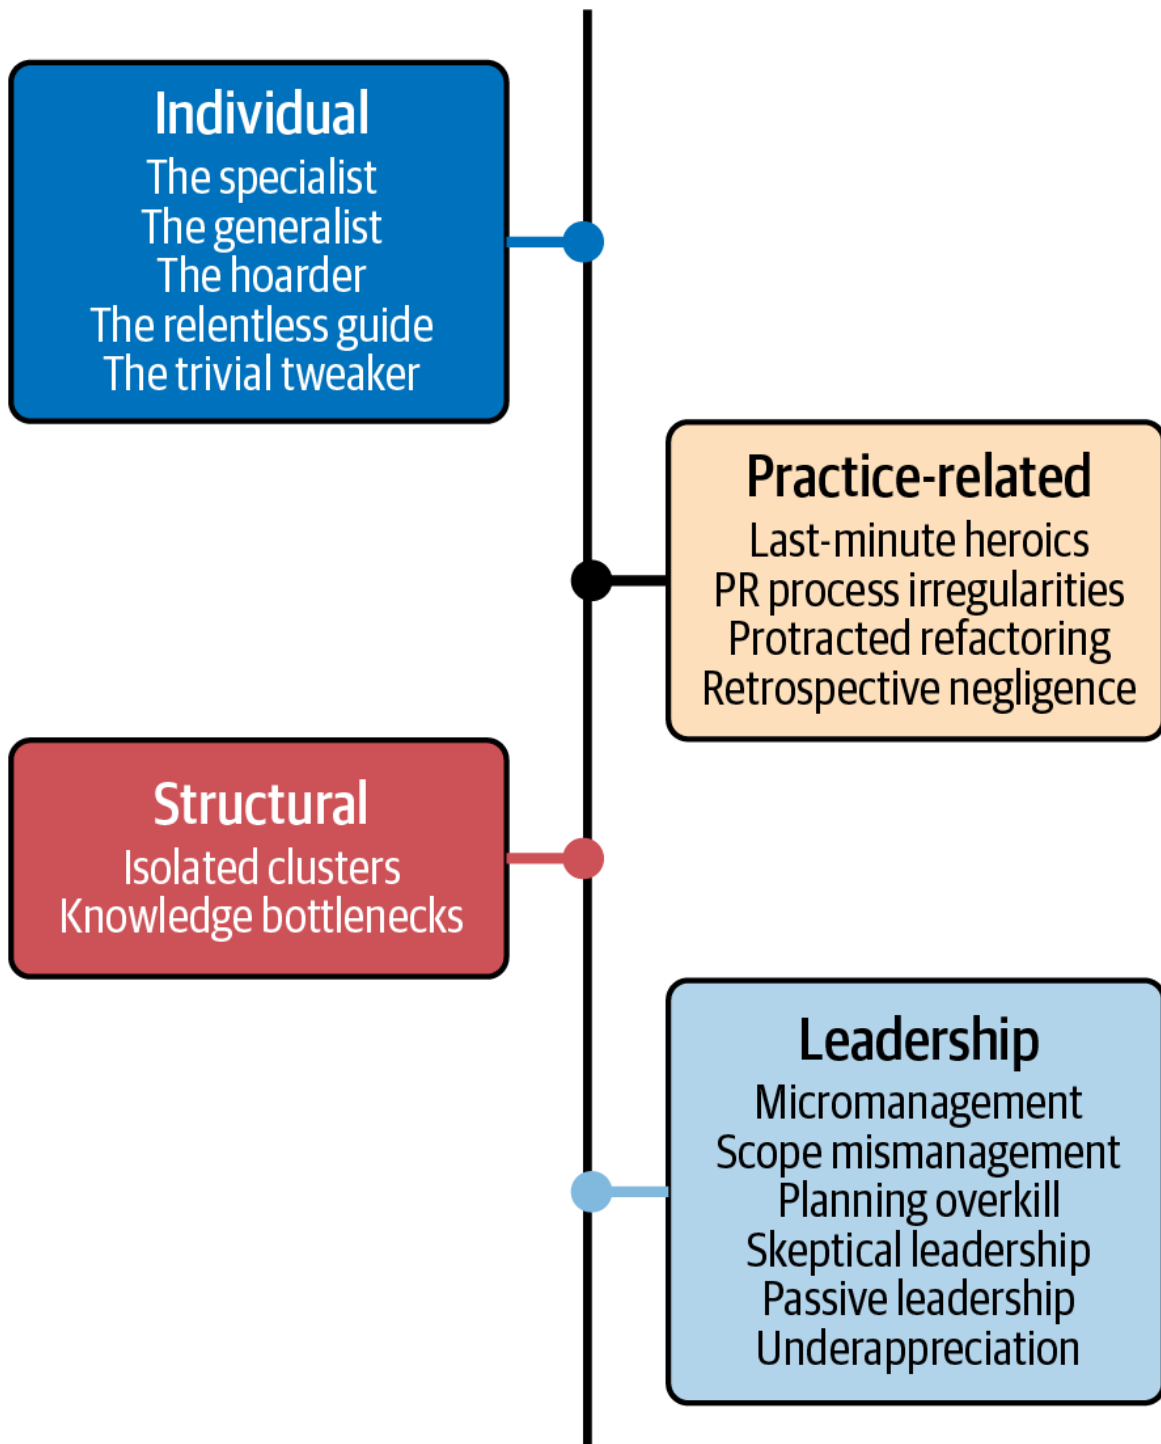 Individual
The specialist
The generalist
The hoarder
The relentless guide
The trivial tweaker
Practice-related
Last-minute heroics
PR process irregularities
Protracted refactoring
Retrospective negligence
Structural
Isolated clusters
Knowledge bottlenecks
Leadership
Micromanagement
Scope mismanagement
Planning overkill
Skeptical leadership
Passive leadership
Underappreciation